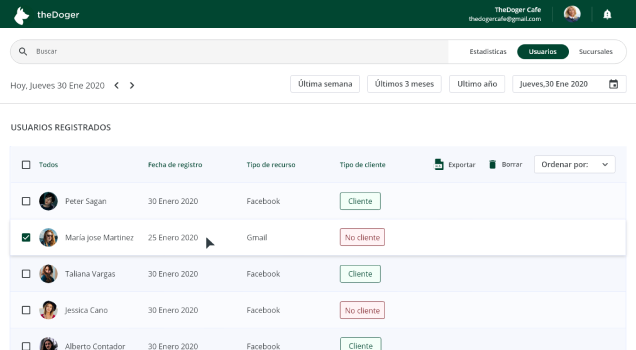 theDoger
TheDoger Cafe
thedogercafe@gmail.com
Buscar
Estadísticas
Usuarios
Sucursales
Hoy, Jueves 30 Ene 2020
Última semana
Últimos 3 meses
Ultimo año
Jueves,30 Ene 2020
USUARIOS REGISTRADOS
Todos Fecha de registro Tipo de recurso Tipo de cliente Exportar Borrar Ordenar por:
Peter Sagan 30 Enero 2020 Facebook Cliente
María jose Martinez 25 Enero 2020 Gmail No cliente
Taliana Vargas 30 Enero 2020 Facebook Cliente
Jessica Cano 30 Enero 2020 Facebook No cliente
Alberto Contador 30 Enero 2020 Facebook Cliente